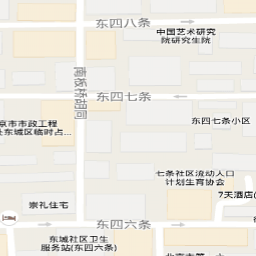 东四八条
中国艺术研究
院研究生院
南板桥胡同
东四七条
京市市政工程
东城区临时占...
东四七条小区
七条社区流动人口
计划生育协会
7天酒店(
崇礼住宅
东四六条
东城社区卫生
服务站(东四六条)